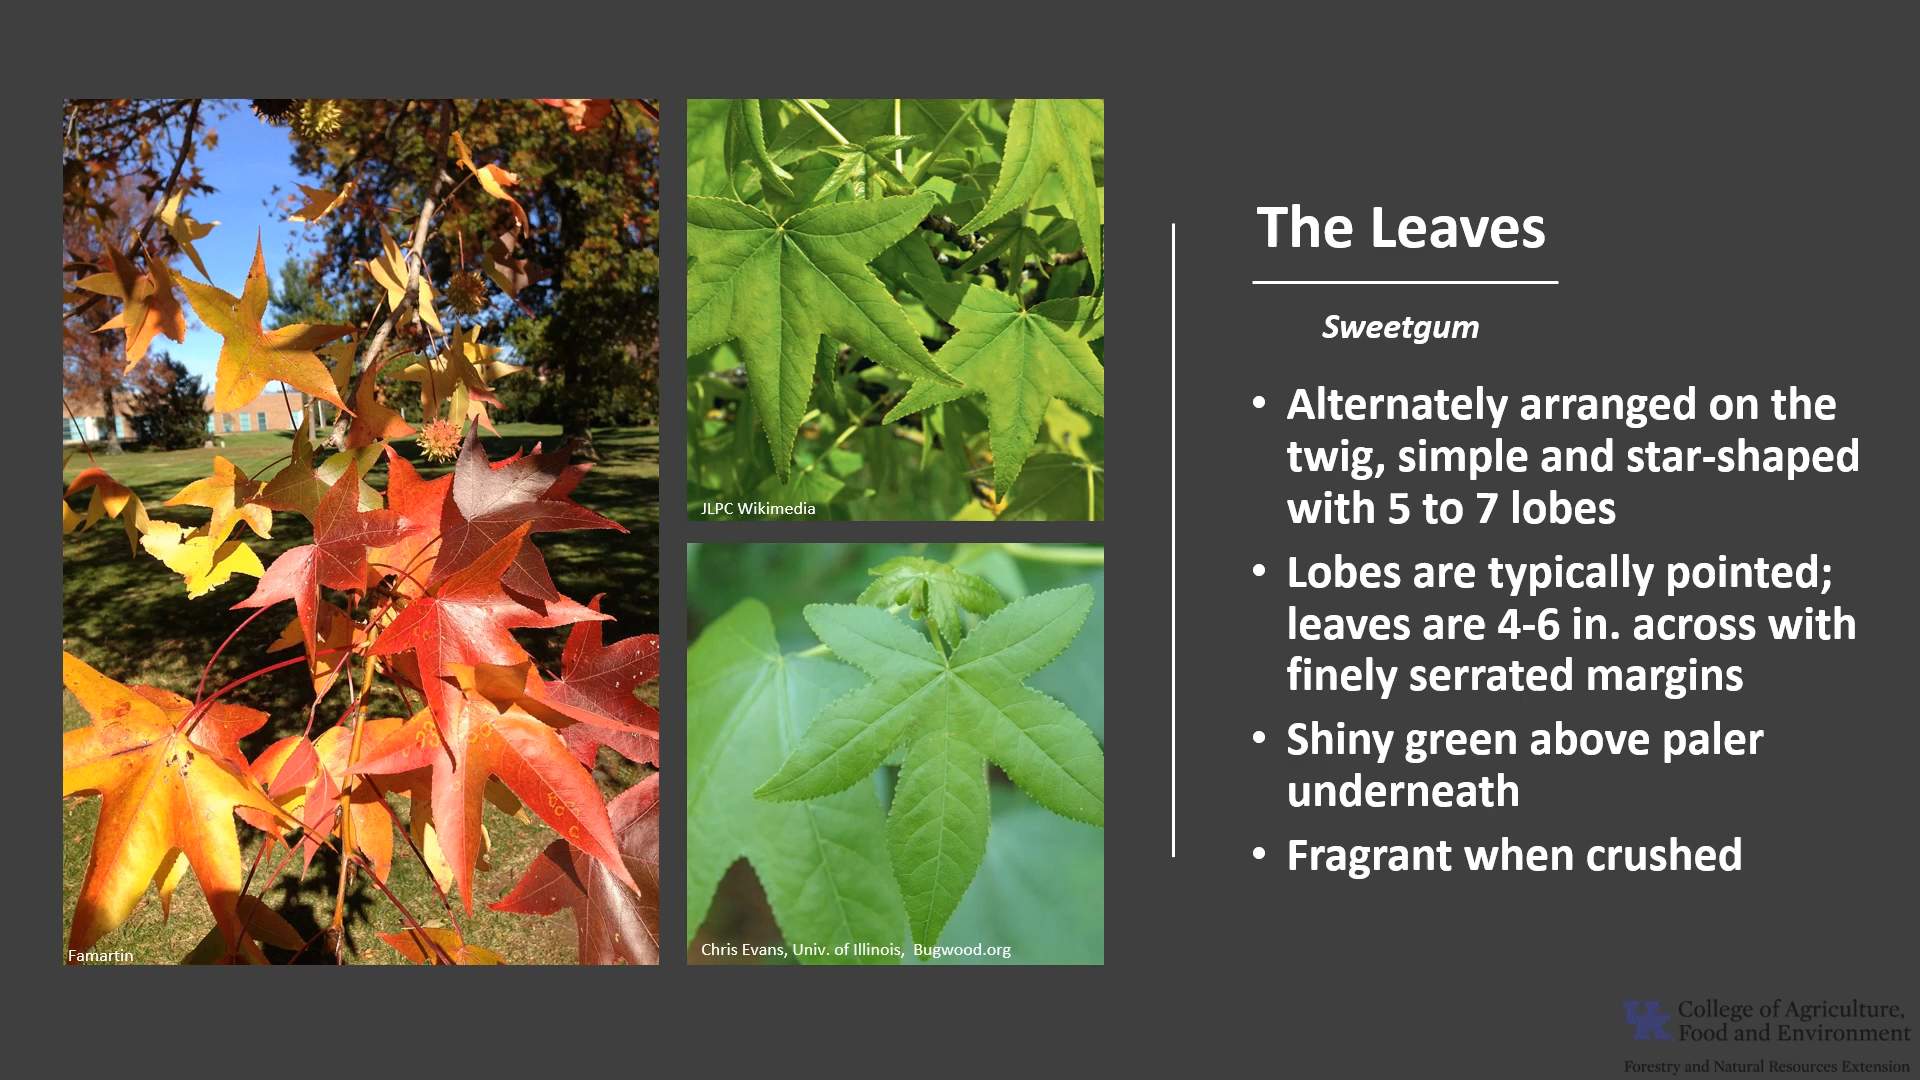 The Leaves
Sweetgum
• Alternately arranged on the
twig, simple and star-shaped
with 5 to 7 lobes
• Lobes are typically pointed;
leaves are 4-6 in. across with
finely serrated margins
• Shiny green above paler
underneath
• Fragrant when crushed
JLPC Wikimedia
Famartin
Chris Evans, Univ. of Illinois,  Bugwood.org
UK
College of Agriculture,
Food and Environment
Forestry and Natural Resources Extension